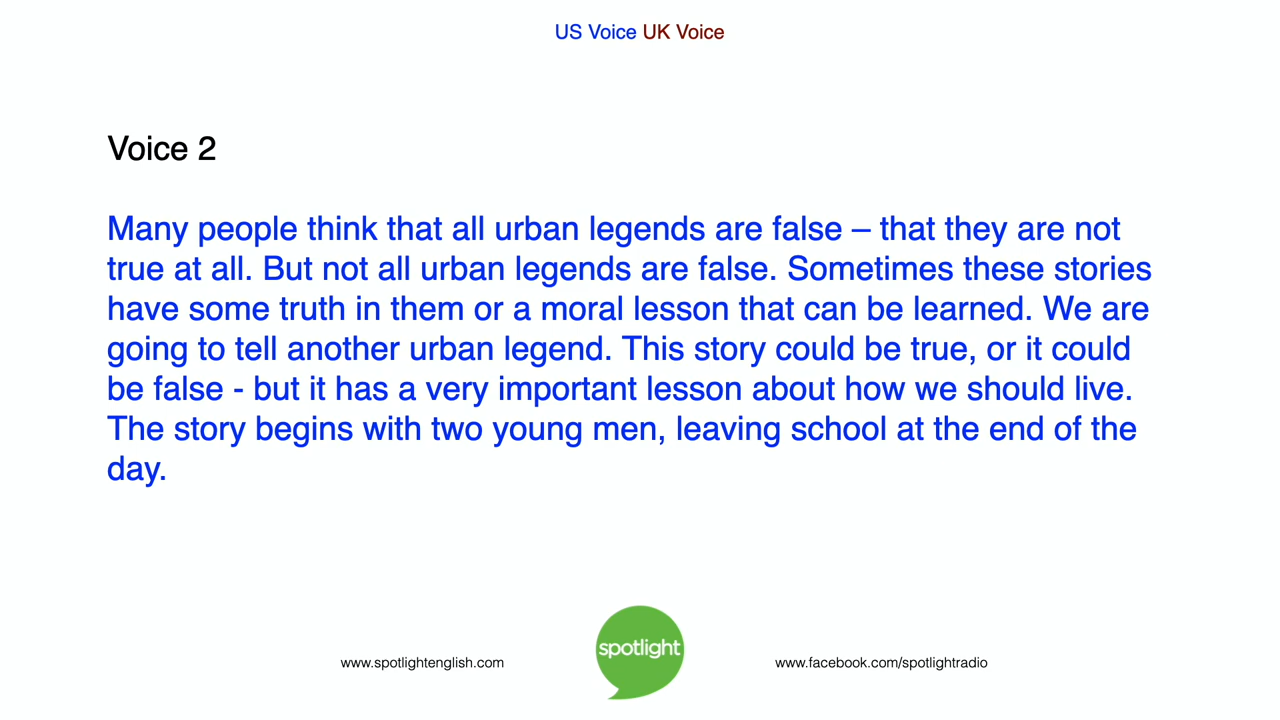 US Voice UK Voice
Voice 2
Many people think that all urban legends are false – that they are not
true at all. But not all urban legends are false. Sometimes these stories
have some truth in them or a moral lesson that can be learned. We are
going to tell another urban legend. This story could be true, or it could
be false - but it has a very important lesson about how we should live.
The story begins with two young men, leaving school at the end of the
day.
spotlight
www.spotlightenglish.com
www.facebook.com/spotlightradio